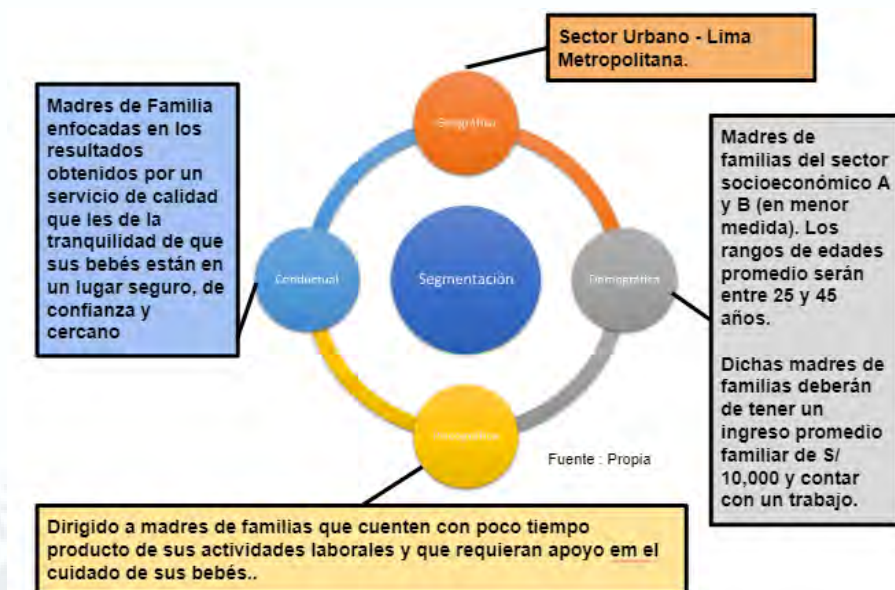 Sector Urbano - Lima
Metropolitana.
Madres de Familia
enfocadas en los
resultados
obtenidos por un
servicio de calidad
que les de la
tranquilidad de que
sus bebés están en
un lugar seguro, de
confianza y
cercano
Geográfica
Conductual
Segmentación
Demográfica
Madres de
familias del sector
socioeconómico A
y B (en menor
medida). Los
rangos de edades
promedio serán
entre 25 y 45
años.
Dichas madres de
familias deberán
de tener un
ingreso promedio
familiar de S/
10,000 y contar
con un trabajo.
Fuente : Propia
Dirigido a madres de familias que cuenten con poco tiempo
producto de sus actividades laborales y que requieran apoyo em el
cuidado de sus bebés..